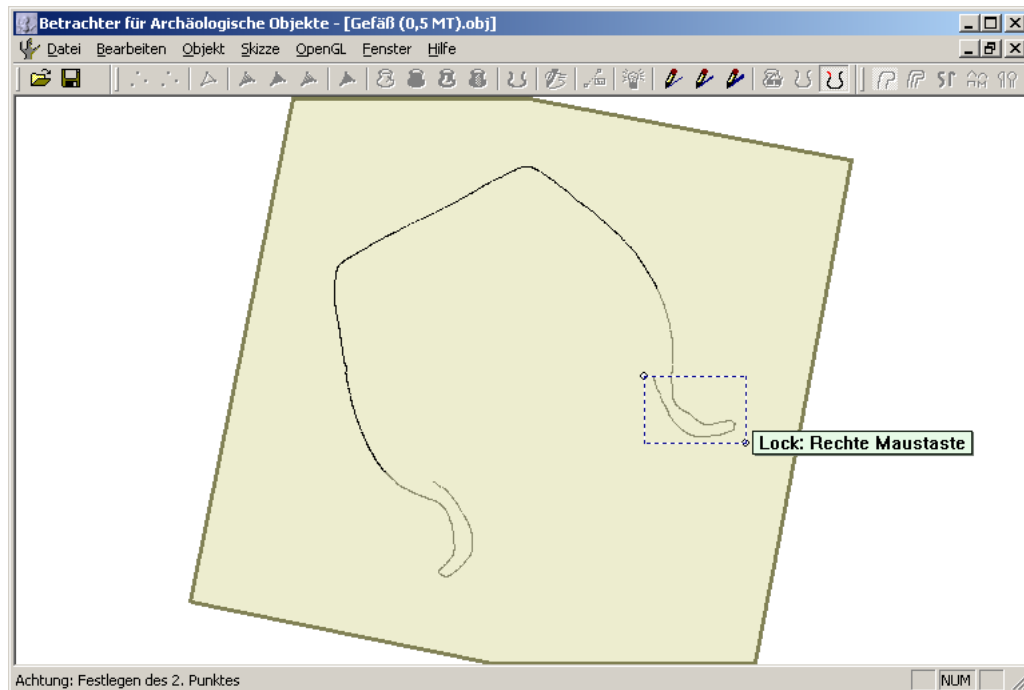 Betrachter für Archäologische Objekte - [Gefäß (0,5 MT).obj]
Datei Bearbeiten Objekt Skizze OpenGL Fenster Hilfe
Lock: Rechte Maustaste
Achtung: Festlegen des 2. Punktes NUM